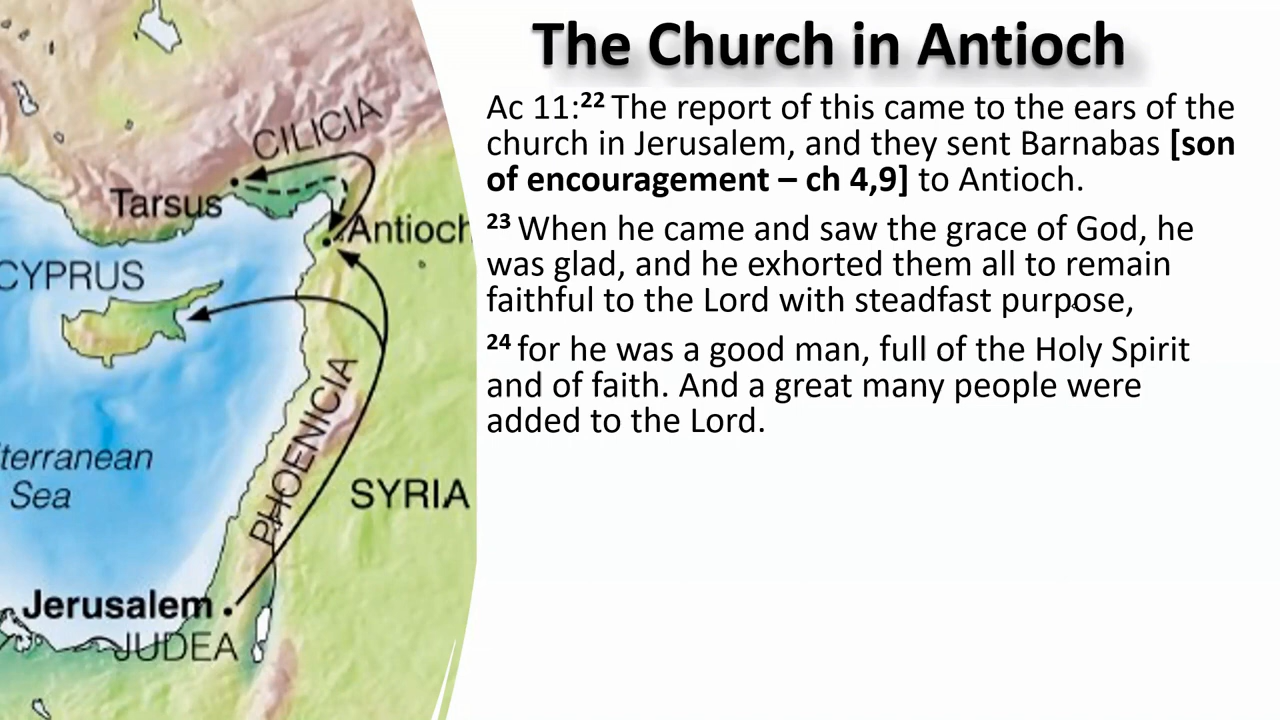 The Church in Antioch
Ac 11:22 The report of this came to the ears of the
church in Jerusalem, and they sent Barnabas [son
of encouragement – ch 4,9] to Antioch.
23 When he came and saw the grace of God, he
was glad, and he exhorted them all to remain
faithful to the Lord with steadfast purpose,
24 for he was a good man, full of the Holy Spirit
and of faith. And a great many people were
added to the Lord.
CILICIA
Tarsus
Antioch
CYPRUS
PHOENICIA
terranean
Sea
SYRIA
Jerusalem
JUDEA